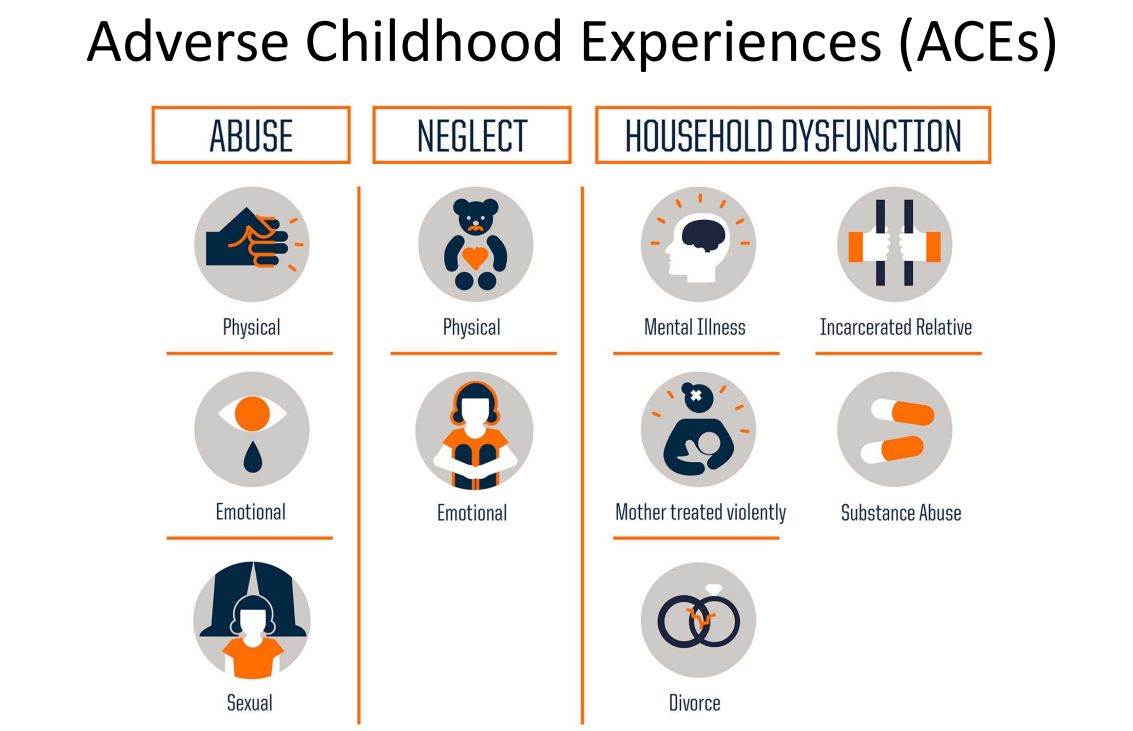 Adverse Childhood Experiences (ACEs)
ABUSE
NEGLECT
HOUSEHOLD DYSFUNCTION
Physical
Physical
Mental Illness
Incarcerated Relative
Emotional
Emotional
Mother treated violently
Substance Abuse
Sexual
Divorce